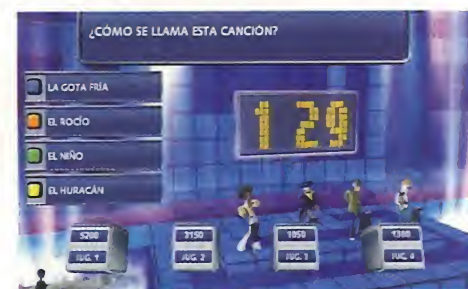 ¿CÓMO SE LLAMA ESTA CANCIÓN?
LA GOTA FRÍA
EL ROCÍO
EL NIÑO
EL HURACÁN
129
5200
3150
1050
1300
JUG. 1
JUG. 2
JUG. 3
JUG. 4